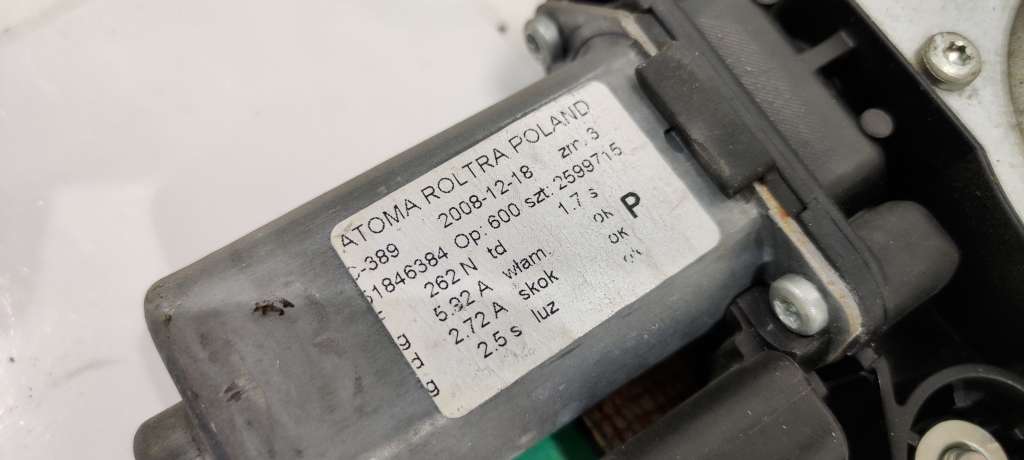 ATOMA ROLTRA POLAND
-389 2008-12-18 zm. 3
51846384 Op: 600 szt: 2599715
F 262 N td 1.7 s
g 5.92 A włam. OK P
d 2.72 A skok OK
g 2.5 s luz